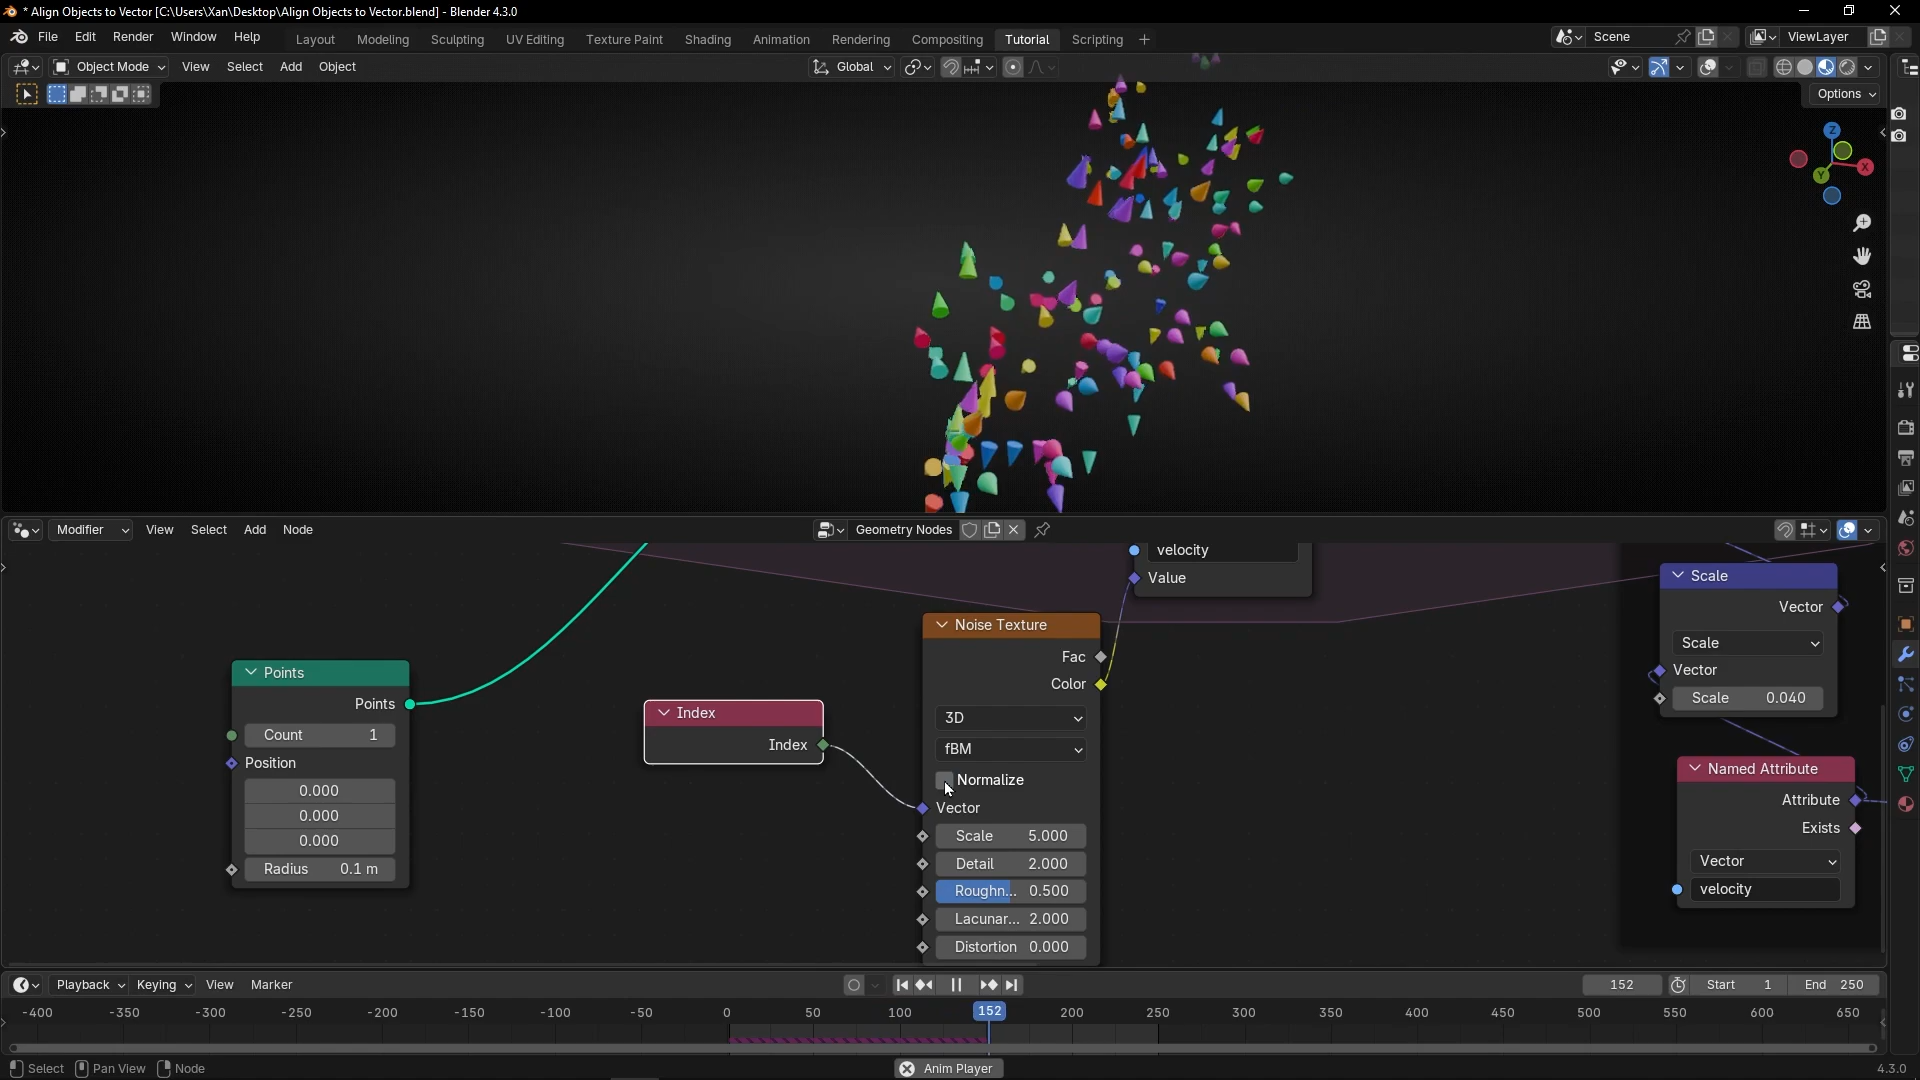 * Align Objects to Vector [C:\Users\Xan\Desktop\Align Objects to Vector.blend] - Blender 4.3.0
File Edit Render Window Help Layout Modeling Sculpting UV Editing Texture Paint Shading Animation Rendering Compositing Tutorial Scripting + Scene ViewLayer
Object Mode View Select Add Object Global
Options
Z
X
Y
Modifier View Select Add Node Geometry Nodes
velocity
Value
Scale
Vector
Scale
Vector
Scale 0.040
Noise Texture
Fac
Color
3D
fBM
Normalize
Vector
Scale 5.000
Detail 2.000
Roughn... 0.500
Lacunar... 2.000
Distortion 0.000
Points
Points
Count 1
Position
0.000
0.000
0.000
Radius 0.1 m
Index
Index
Named Attribute
Attribute
Exists
Vector
velocity
Playback Keying View Marker 152 Start 1 End 250
-400 -350 -300 -250 -200 -150 -100 -50 0 50 100 152 200 250 300 350 400 450 500 550 600 650
Select Pan View Node Anim Player 4.3.0